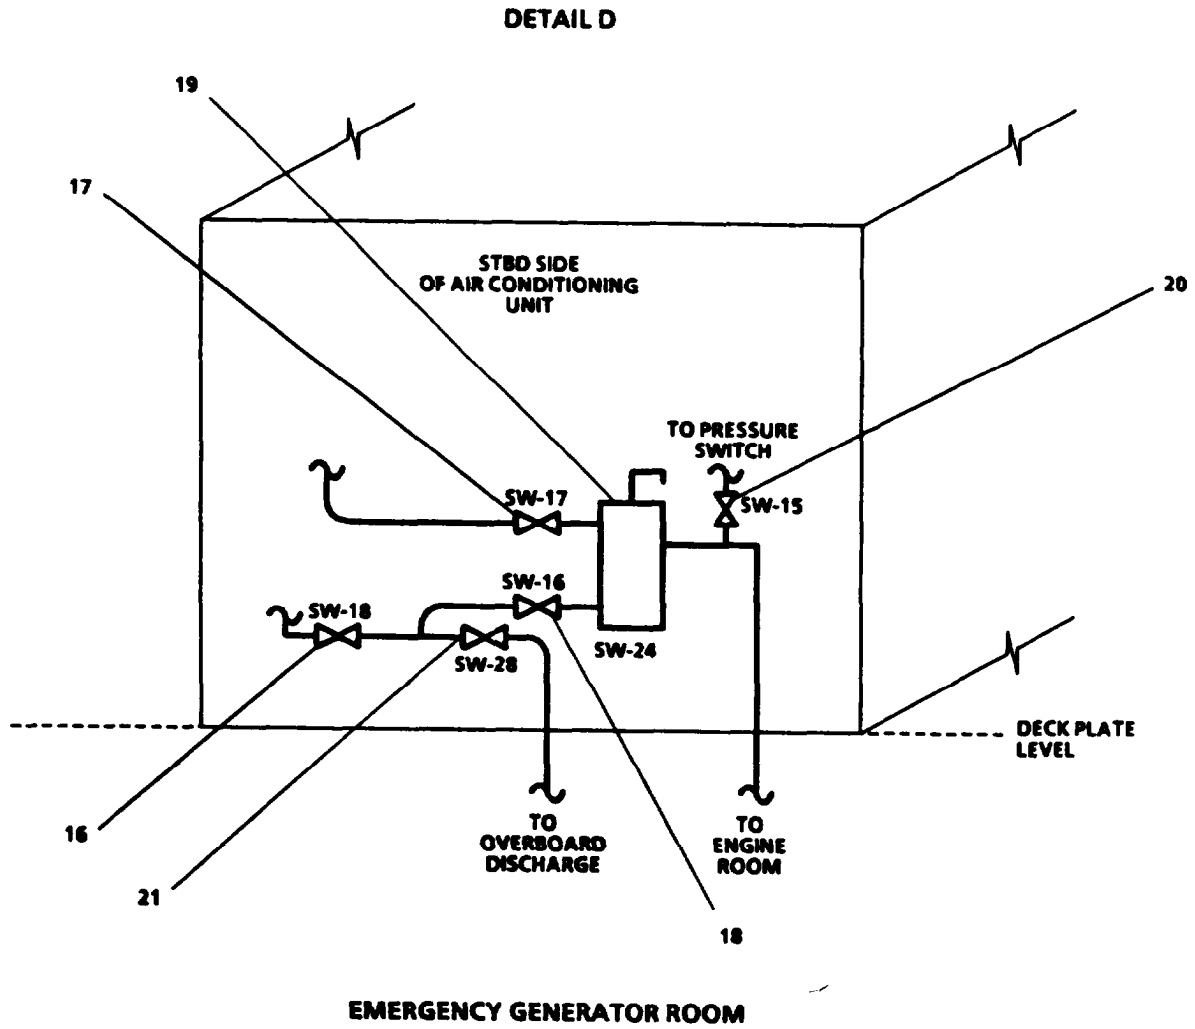 DETAIL D
19
17
STBD SIDE
OF AIR CONDITIONING
UNIT
20
TO PRESSURE
SWITCH
SW-17
SW-15
SW-16
SW-18
SW-24
SW-28
DECK PLATE
LEVEL
16
TO
OVERBOARD
DISCHARGE
TO
ENGINE
ROOM
21
18
EMERGENCY GENERATOR ROOM